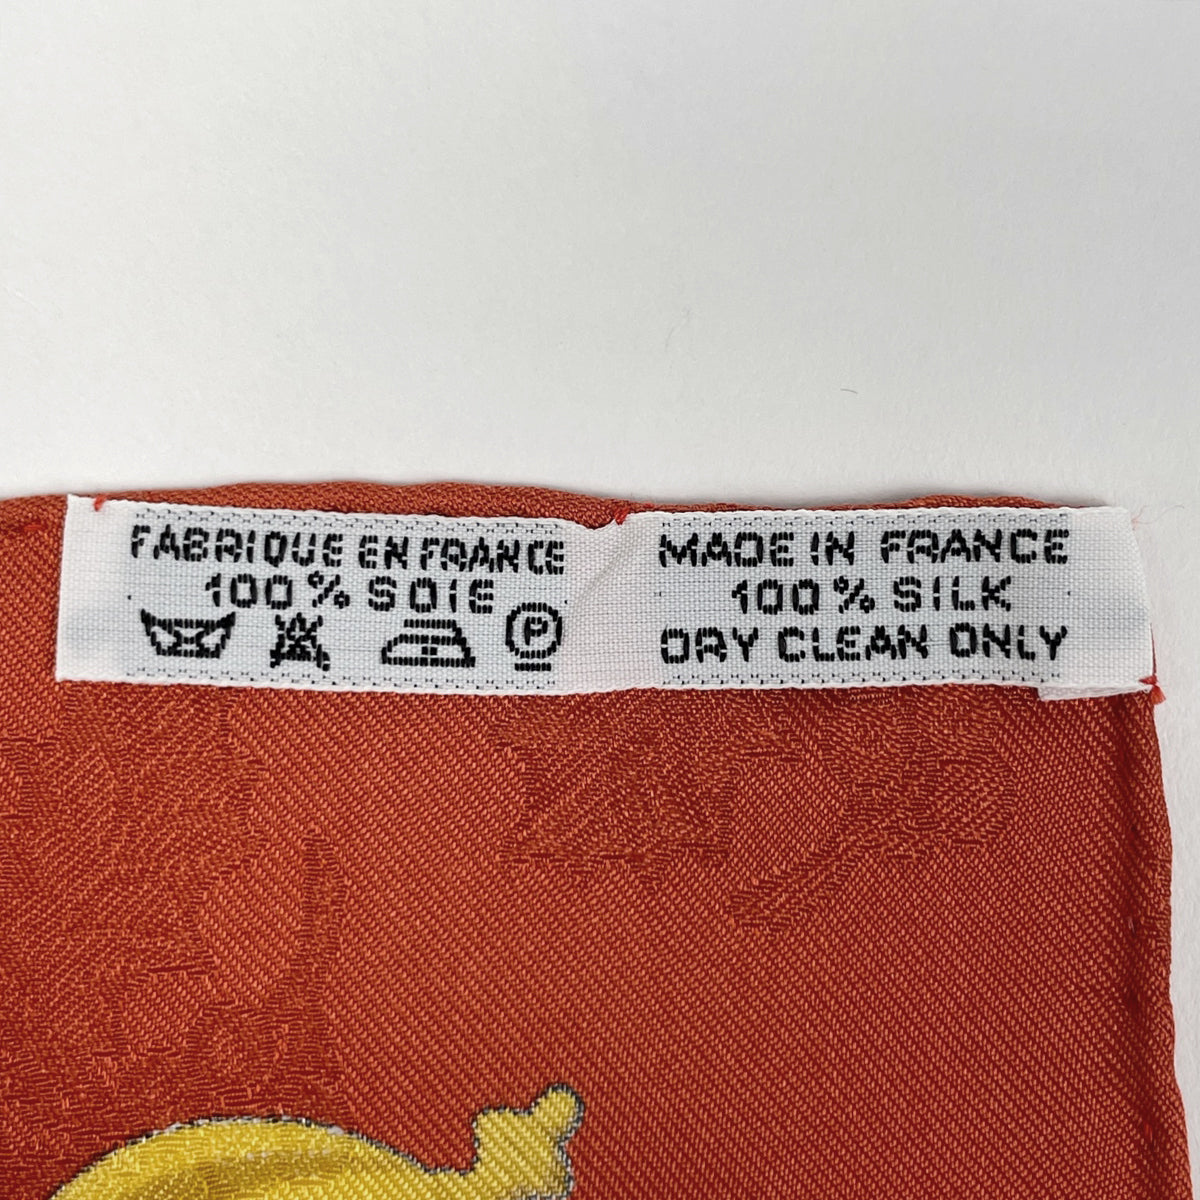 FABRIQUE EN FRANCE
100% SOIE
P
MADE IN FRANCE
100% SILK
DRY CLEAN ONLY